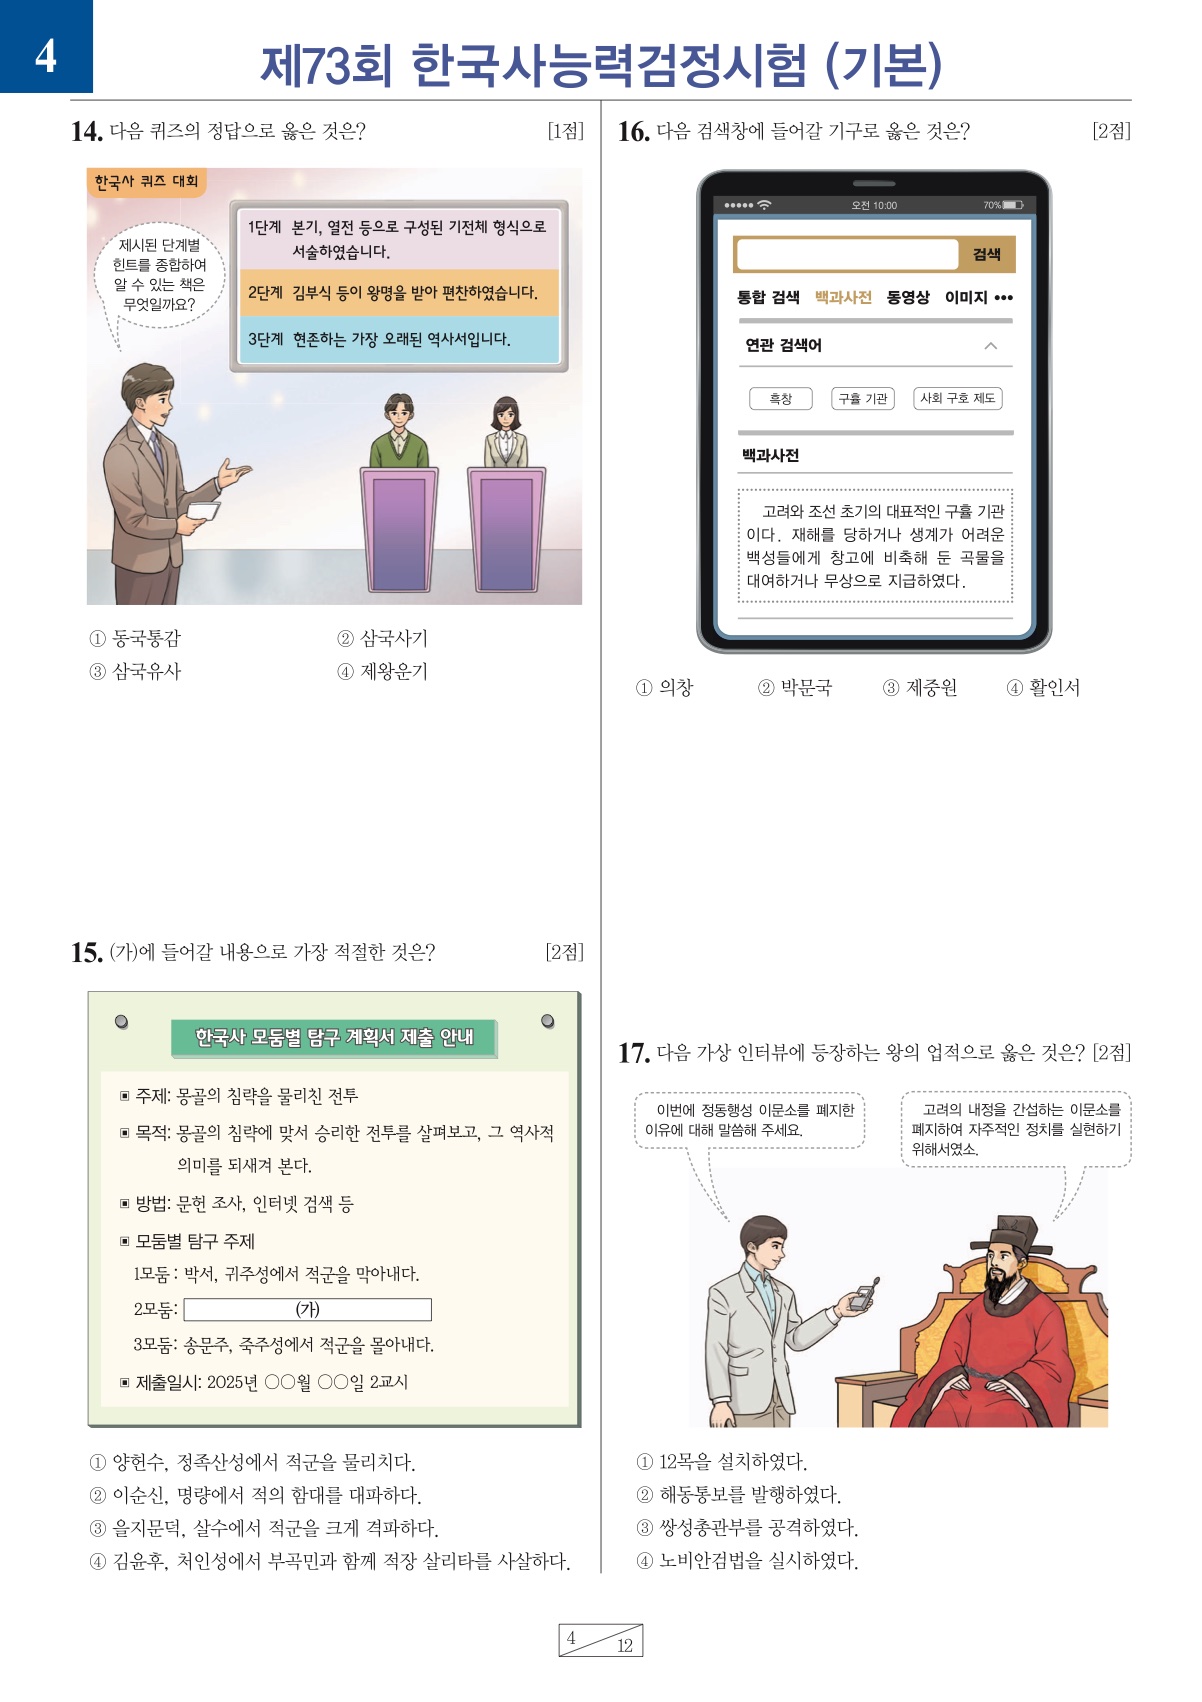 4
제73회 한국사능력검정시험 (기본)
14. 다음 퀴즈의 정답으로 옳은 것은? [1점]
한국사 퀴즈 대회
제시된 단계별
힌트를 종합하여
알 수 있는 책은
무엇일까요?
1단계 본기, 열전 등으로 구성된 기전체 형식으로
서술하였습니다.
2단계 김부식 등이 왕명을 받아 편찬하였습니다.
3단계 현존하는 가장 오래된 역사서입니다.
① 동국통감 ② 삼국사기
③ 삼국유사 ④ 제왕운기
15. (가)에 들어갈 내용으로 가장 적절한 것은? [2점]
한국사 모둠별 탐구 계획서 제출 안내
▣ 주제: 몽골의 침략을 물리친 전투
▣ 목적: 몽골의 침략에 맞서 승리한 전투를 살펴보고, 그 역사적
의미를 되새겨 본다.
▣ 방법: 문헌 조사, 인터넷 검색 등
▣ 모둠별 탐구 주제
1모둠: 박서, 귀주성에서 적군을 막아내다.
2모둠: (가)
3모둠: 송문주, 죽주성에서 적군을 몰아내다.
▣ 제출일시: 2025년 ○○월 ○○일 2교시
① 양헌수, 정족산성에서 적군을 물리치다.
② 이순신, 명량에서 적의 함대를 대파하다.
③ 을지문덕, 살수에서 적군을 크게 격파하다.
④ 김윤후, 처인성에서 부곡민과 함께 적장 살리타를 사살하다.
16. 다음 검색창에 들어갈 기구로 옳은 것은? [2점]
오전 10:00 70%
검색
통합 검색 백과사전 동영상 이미지 •••
연관 검색어
흑창 구휼 기관 사회 구호 제도
백과사전
고려와 조선 초기의 대표적인 구휼 기관
이다. 재해를 당하거나 생계가 어려운
백성들에게 창고에 비축해 둔 곡물을
대여하거나 무상으로 지급하였다.
① 의창 ② 박문국 ③ 제중원 ④ 활인서
17. 다음 가상 인터뷰에 등장하는 왕의 업적으로 옳은 것은? [2점]
이번에 정동행성 이문소를 폐지한
이유에 대해 말씀해 주세요.
고려의 내정을 간섭하는 이문소를
폐지하여 자주적인 정치를 실현하기
위해서였소.
① 12목을 설치하였다.
② 해동통보를 발행하였다.
③ 쌍성총관부를 공격하였다.
④ 노비안검법을 실시하였다.
4 12